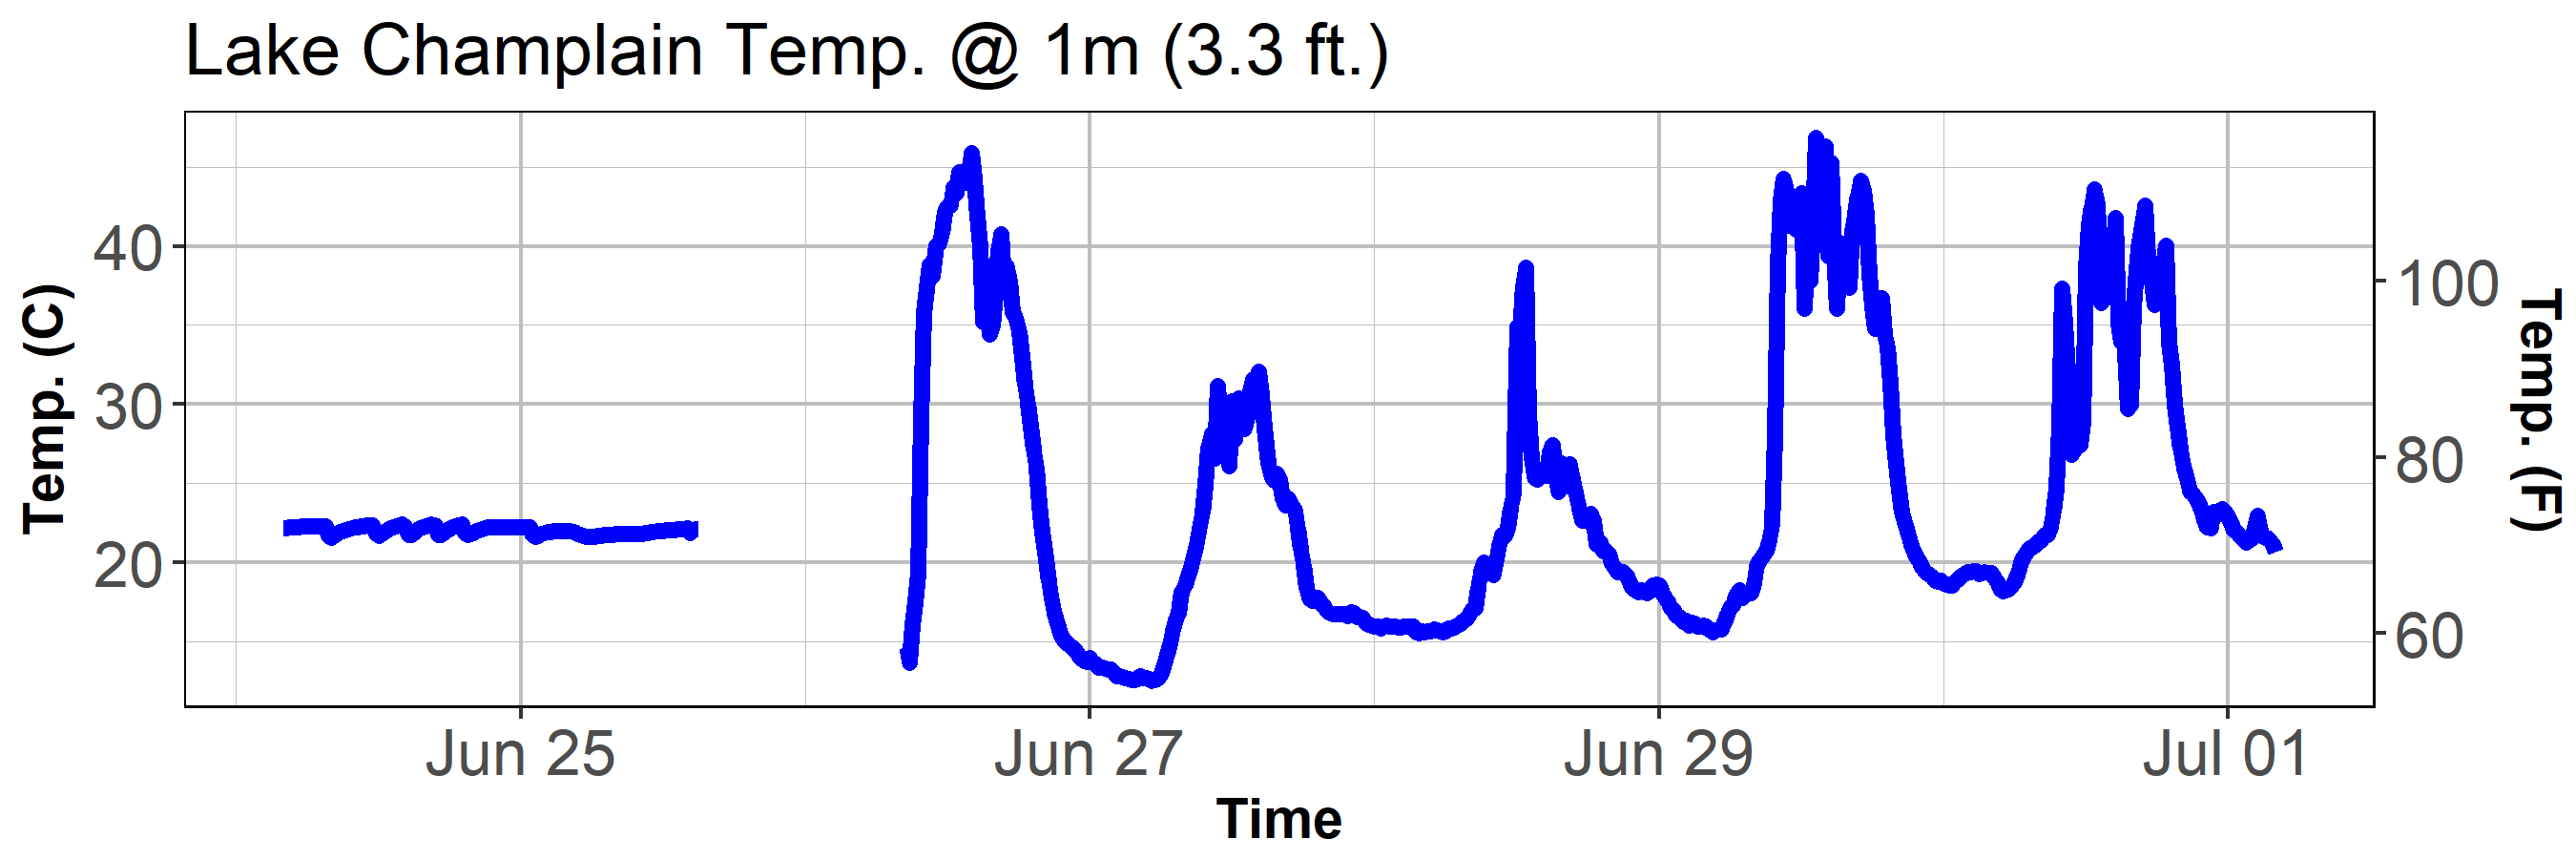 Lake Champlain Temp. @ 1m (3.3 ft.)
Temp. (C)
40
30
20
100
80
60
Temp. (F)
Jun 25
Jun 27
Jun 29
Jul 01
Time